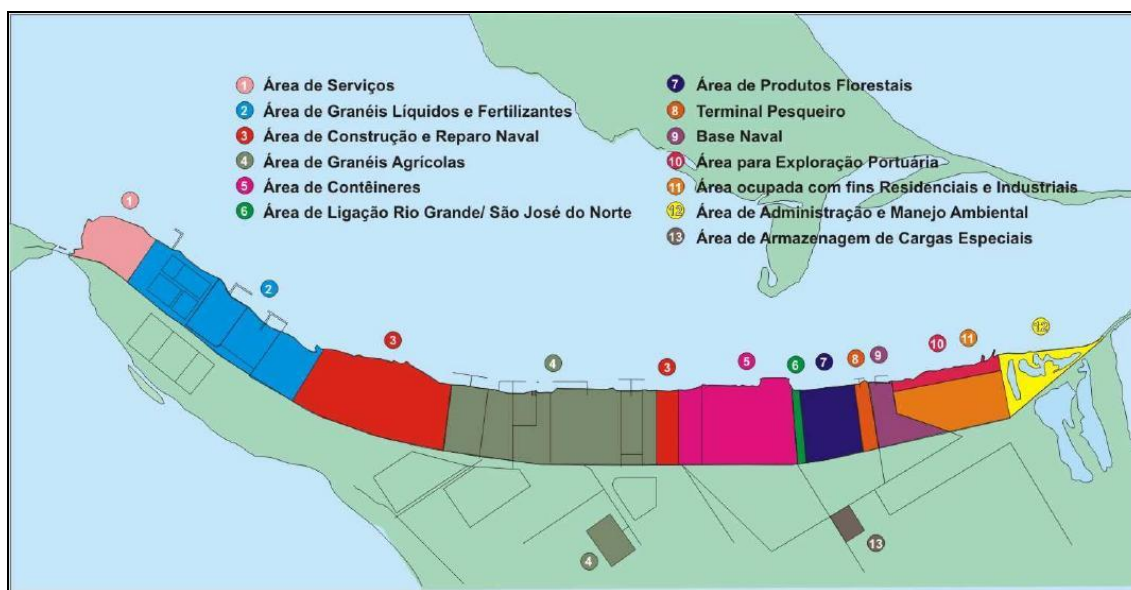 1 Área de Serviços
2 Área de Granéis Líquidos e Fertilizantes
3 Área de Construção e Reparo Naval
4 Área de Granéis Agrícolas
5 Área de Contêineres
6 Área de Ligação Rio Grande/ São José do Norte
7 Área de Produtos Florestais
8 Terminal Pesqueiro
9 Base Naval
10 Área para Exploração Portuária
11 Área ocupada com fins Residenciais e Industriais
12 Área de Administração e Manejo Ambiental
13 Área de Armazenagem de Cargas Especiais
1
2
3
4
3
5
6
7
8
9
10
11
12
4
13